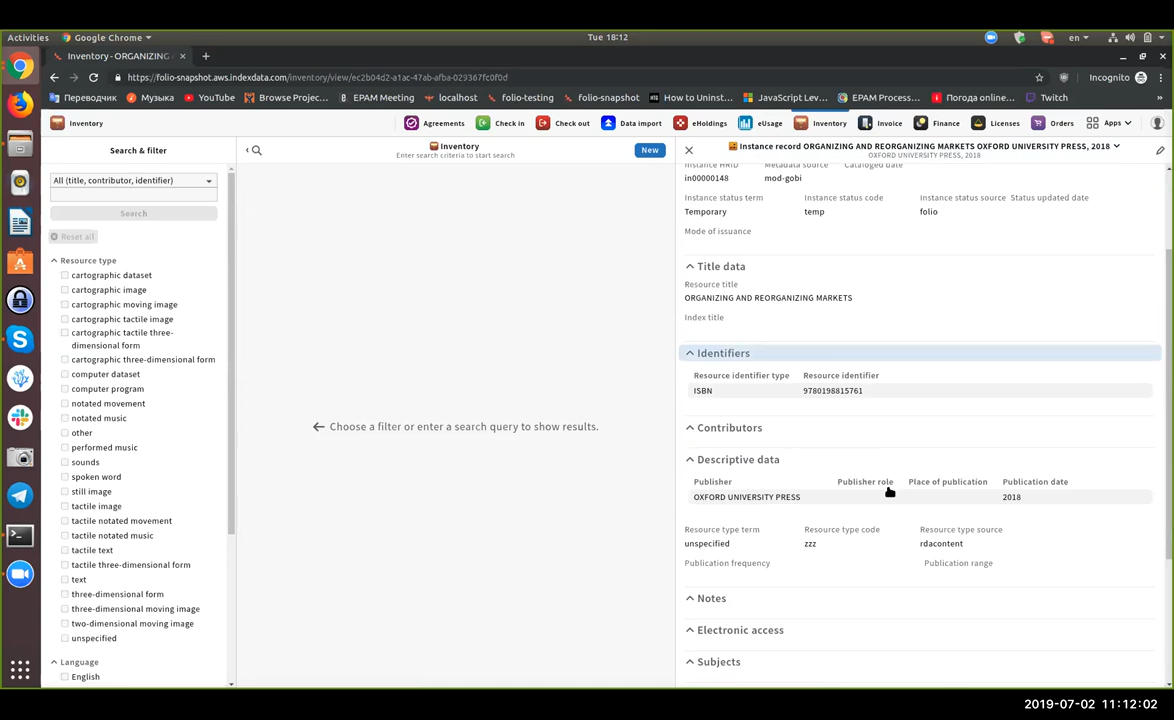 Activities
Google Chrome
Tue 18:12
en
Inventory - ORGANIZING
https://folio-snapshot.aws.indexdata.com/inventory/view/ec2b04d2-a1ac-47ab-afba-029367fc0f0d
Incognito
Переводчик
Музыка
YouTube
Browse Projec...
EPAM Meeting
localhost
folio-testing
folio-snapshot
How to Uninst...
JavaScript Lev...
EPAM Process...
Погода online...
Twitch
Inventory
Agreements
Check in
Check out
Data import
eHoldings
eUsage
Inventory
Invoice
Finance
Licenses
Orders
Apps
Search & filter
All (title, contributor, identifier)
Search
Reset all
Resource type
cartographic dataset
cartographic image
cartographic moving image
cartographic tactile image
cartographic tactile three-
dimensional form
cartographic three-dimensional form
computer dataset
computer program
notated movement
notated music
other
performed music
sounds
spoken word
still image
tactile image
tactile notated movement
tactile notated music
tactile text
tactile three-dimensional form
text
three-dimensional form
three-dimensional moving image
two-dimensional moving image
unspecified
Language
English
Inventory
Enter search criteria to start search
New
Choose a filter or enter a search query to show results.
Instance record ORGANIZING AND REORGANIZING MARKETS OXFORD UNIVERSITY PRESS, 2018
OXFORD UNIVERSITY PRESS, 2018
Instance HRID Metadata source Cataloged date
in00000148 mod-gobi
Instance status term Instance status code Instance status source Status updated date
Temporary temp folio
Mode of issuance
Title data
Resource title
ORGANIZING AND REORGANIZING MARKETS
Index title
Identifiers
Resource identifier type Resource identifier
ISBN 9780198815761
Contributors
Descriptive data
Publisher Publisher role Place of publication Publication date
OXFORD UNIVERSITY PRESS 2018
Resource type term Resource type code Resource type source
unspecified zzz rdacontent
Publication frequency Publication range
Notes
Electronic access
Subjects
2019-07-02 11:12:02